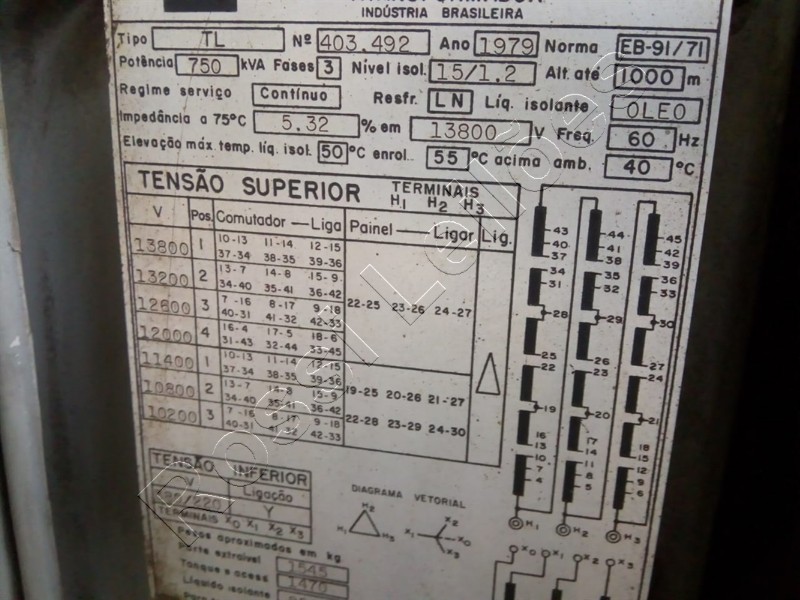 INDÚSTRIA BRASILEIRA
Tipo TL Nº 403.492 Ano 1979 Norma EB-91/71
Potência 750 kVA Fases 3 Nível isol. 15/1.2 Alt. até 1.000 m
Regime serviço Contínuo Resfr. LN Líq. isolante OLEO
Impedância a 75°C 5.32 % em 13800 V Freq. 60 Hz
Elevação máx. temp. líq. isol. 50 °C enrol. 55 °C acima amb. 40 °C
TENSÃO SUPERIOR TERMINAIS H1 H2 H3
V Pos. Comutador — Liga Painel — Ligar Lig.
13800 1 10-13 11-14 12-15
37-34 38-35 39-36
13200 2 13-7 14-8 15-9
34-40 35-41 36-42
12600 3 7-16 8-17 9-18
40-31 41-32 42-33
22-25 23-26 24-27
12000 4 16-4 17-5 18-6
31-43 32-44 33-45
11400 1 10-13 11-14 12-15
37-34 38-35 39-36
10800 2 13-7 14-8 15-9
34-40 35-41 36-42
19-25 20-26 21-27
10200 3 7-16 8-17 9-18
40-31 41-32 42-33
22-28 23-29 24-30
43 44 45
40 41 42
37 38 39
34 35 36
31 32 33
28 29 30
25 26 27
22 23 24
19 20 21
16 17 18
13 14 15
10 11 12
7 8 9
4 5 6
H1 H2 H3
TENSÃO INFERIOR
V Ligação
/220 Y
TERMINAIS X0 X1 X2 X3
DIAGRAMA VETORIAL
H2
H1 H3
X2
X1 X0
X3
X0 X1 X2 X3
Pesos aproximados em kg
Parte extraível 1545
Tanque e acess. 1470
Líquido isolante
Rossi Leilões